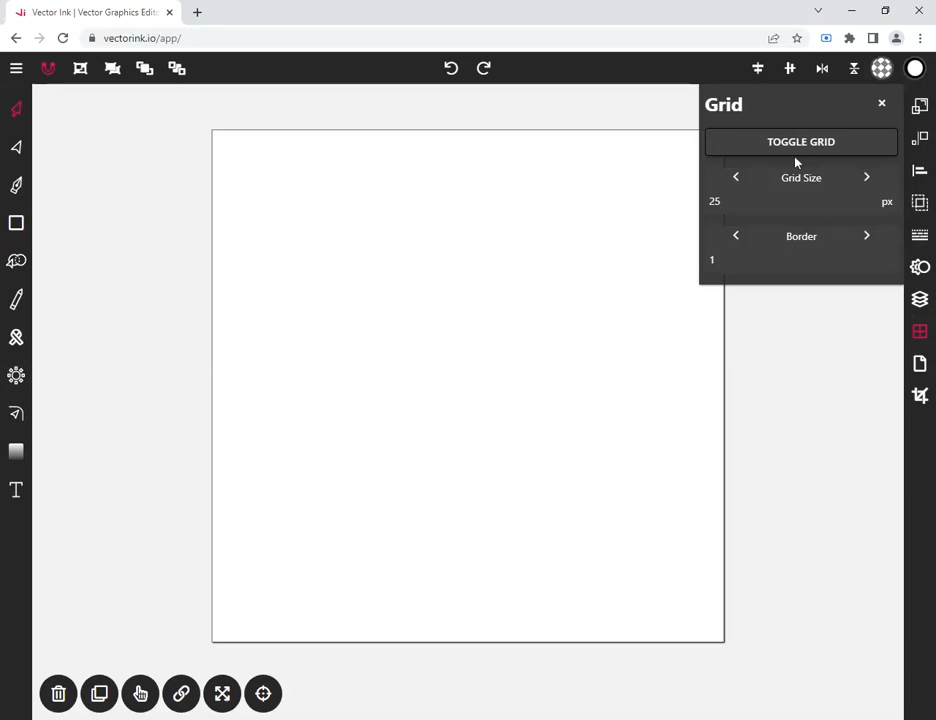 Vector Ink | Vector Graphics Edit
vectorink.io/app/
Grid
TOGGLE GRID
Grid Size
25 px
Border
1
T